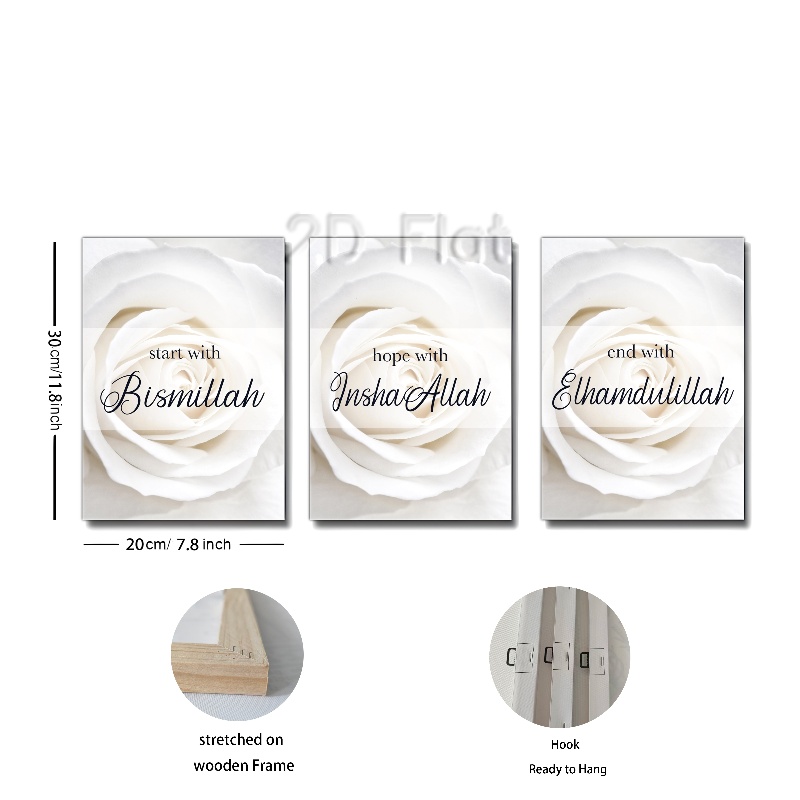 2D Flat
start with
Bismillah
hope with
InshaAllah
end with
Elhamdulillah
30cm/11.8inch
20cm/ 7.8 inch
stretched on
wooden Frame
Hook
Ready to Hang